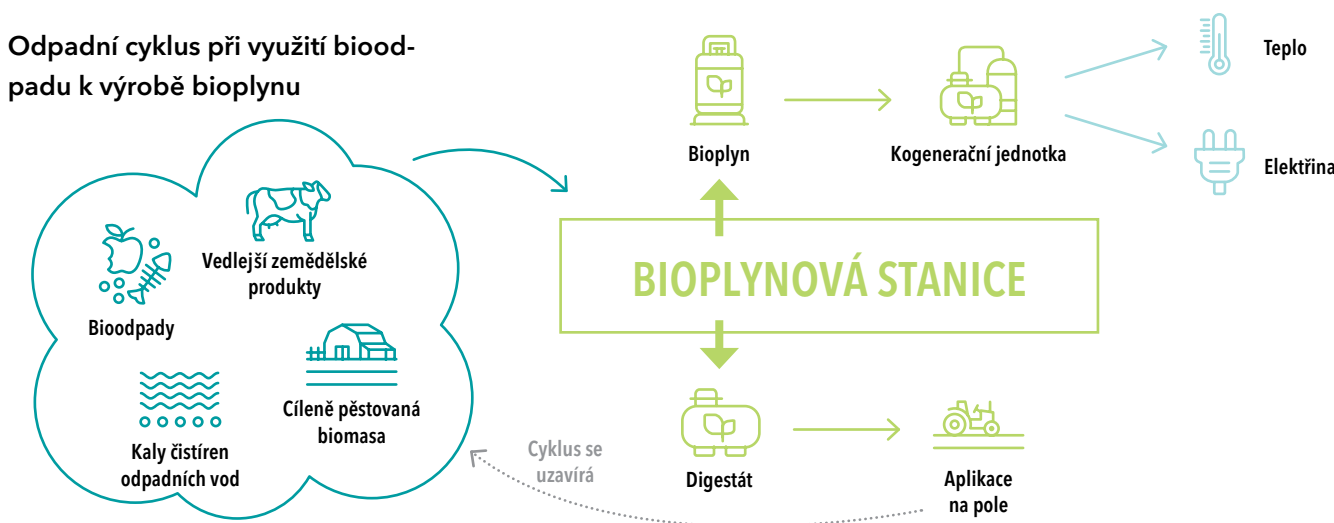 Odpadní cyklus při využití biood-
padu k výrobě bioplynu
Teplo
Bioplyn
Kogenerační jednotka
Elektřina
Vedlejší zemědělské
produkty
Bioodpady
BIOPLYNOVÁ STANICE
Cíleně pěstovaná
biomasa
Kaly čistíren
odpadních vod
Cyklus se
uzavírá
Digestát
Aplikace
na pole